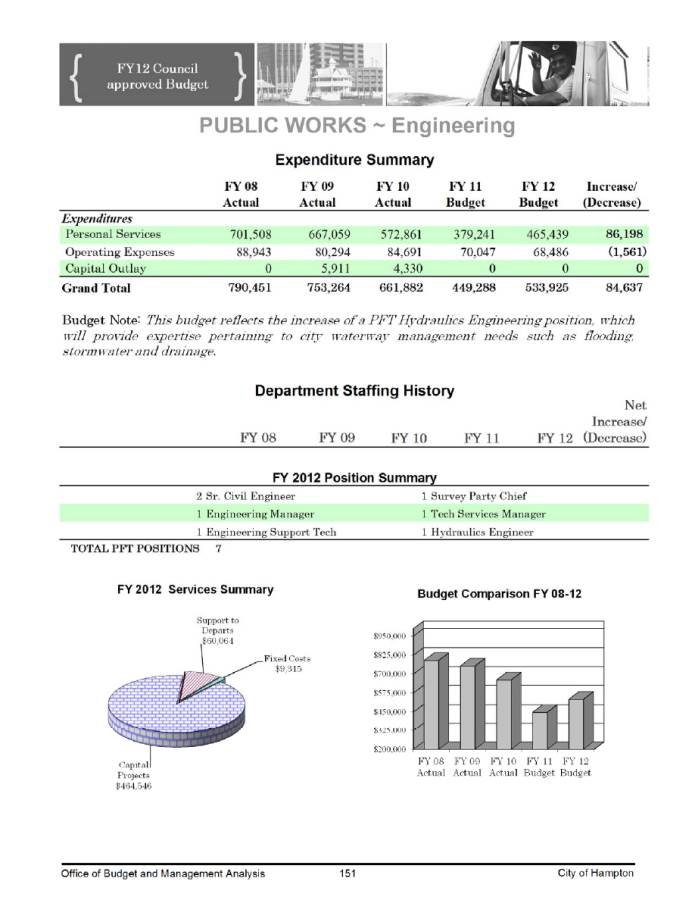 FY12 Council
approved Budget
PUBLIC WORKS ~ Engineering
Expenditure Summary
FY 08 FY 09 FY 10 FY 11 FY 12 Increase/
Actual Actual Actual Budget Budget (Decrease)
Expenditures
Personal Services 701,508 667,059 572,861 379,241 465,439 86,198
Operating Expenses 88,943 80,294 84,691 70,047 68,486 (1,561)
Capital Outlay 0 5,911 4,330 0 0 0
Grand Total 790,451 753,264 661,882 449,288 533,925 84,637
Budget Note: This budget reflects the increase of a PFT Hydraulics Engineering position, which
will provide expertise pertaining to city waterway management needs such as flooding,
stormwater and drainage.
Department Staffing History
Net
Increase/
FY 08 FY 09 FY 10 FY 11 FY 12 (Decrease)
FY 2012 Position Summary
2 Sr. Civil Engineer 1 Survey Party Chief
1 Engineering Manager 1 Tech Services Manager
1 Engineering Support Tech 1 Hydraulics Engineer
TOTAL PFT POSITIONS 7
FY 2012 Services Summary
Support to
Departs
$60,064
Fixed Costs
$9,315
Capital
Projects
$464,546
Budget Comparison FY 08-12
$950,000
$825,000
$700,000
$575,000
$450,000
$325,000
$200,000
FY 08 FY 09 FY 10 FY 11 FY 12
Actual Actual Actual Budget Budget
Office of Budget and Management Analysis 151 City of Hampton